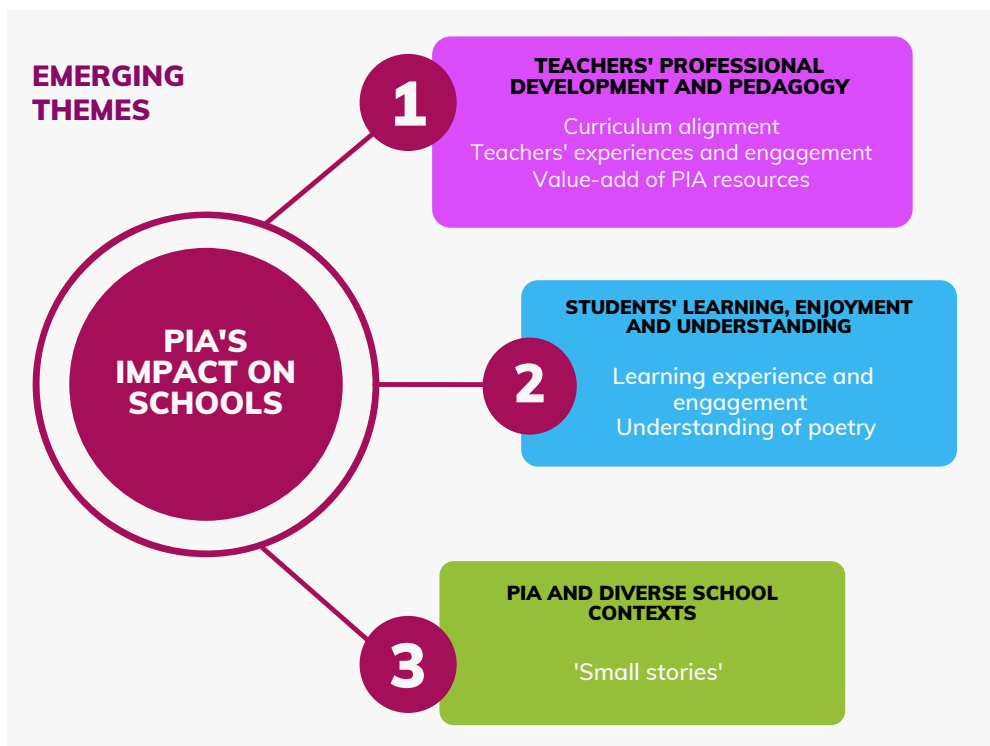 EMERGING
THEMES
PIA'S
IMPACT ON
SCHOOLS
1
TEACHERS' PROFESSIONAL
DEVELOPMENT AND PEDAGOGY
Curriculum alignment
Teachers' experiences and engagement
Value-add of PIA resources
2
STUDENTS' LEARNING, ENJOYMENT
AND UNDERSTANDING
Learning experience and
engagement
Understanding of poetry
3
PIA AND DIVERSE SCHOOL
CONTEXTS
'Small stories'